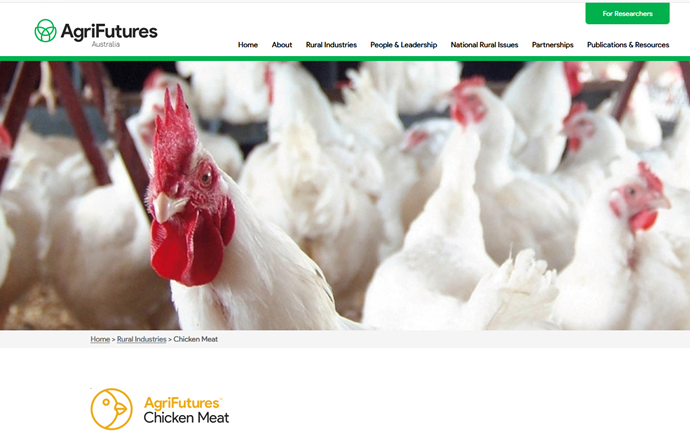 For Researchers
AgriFutures
Australia
Home About Rural Industries People & Leadership National Rural Issues Partnerships Publications & Resources
Home > Rural Industries > Chicken Meat
AgriFutures™
Chicken Meat